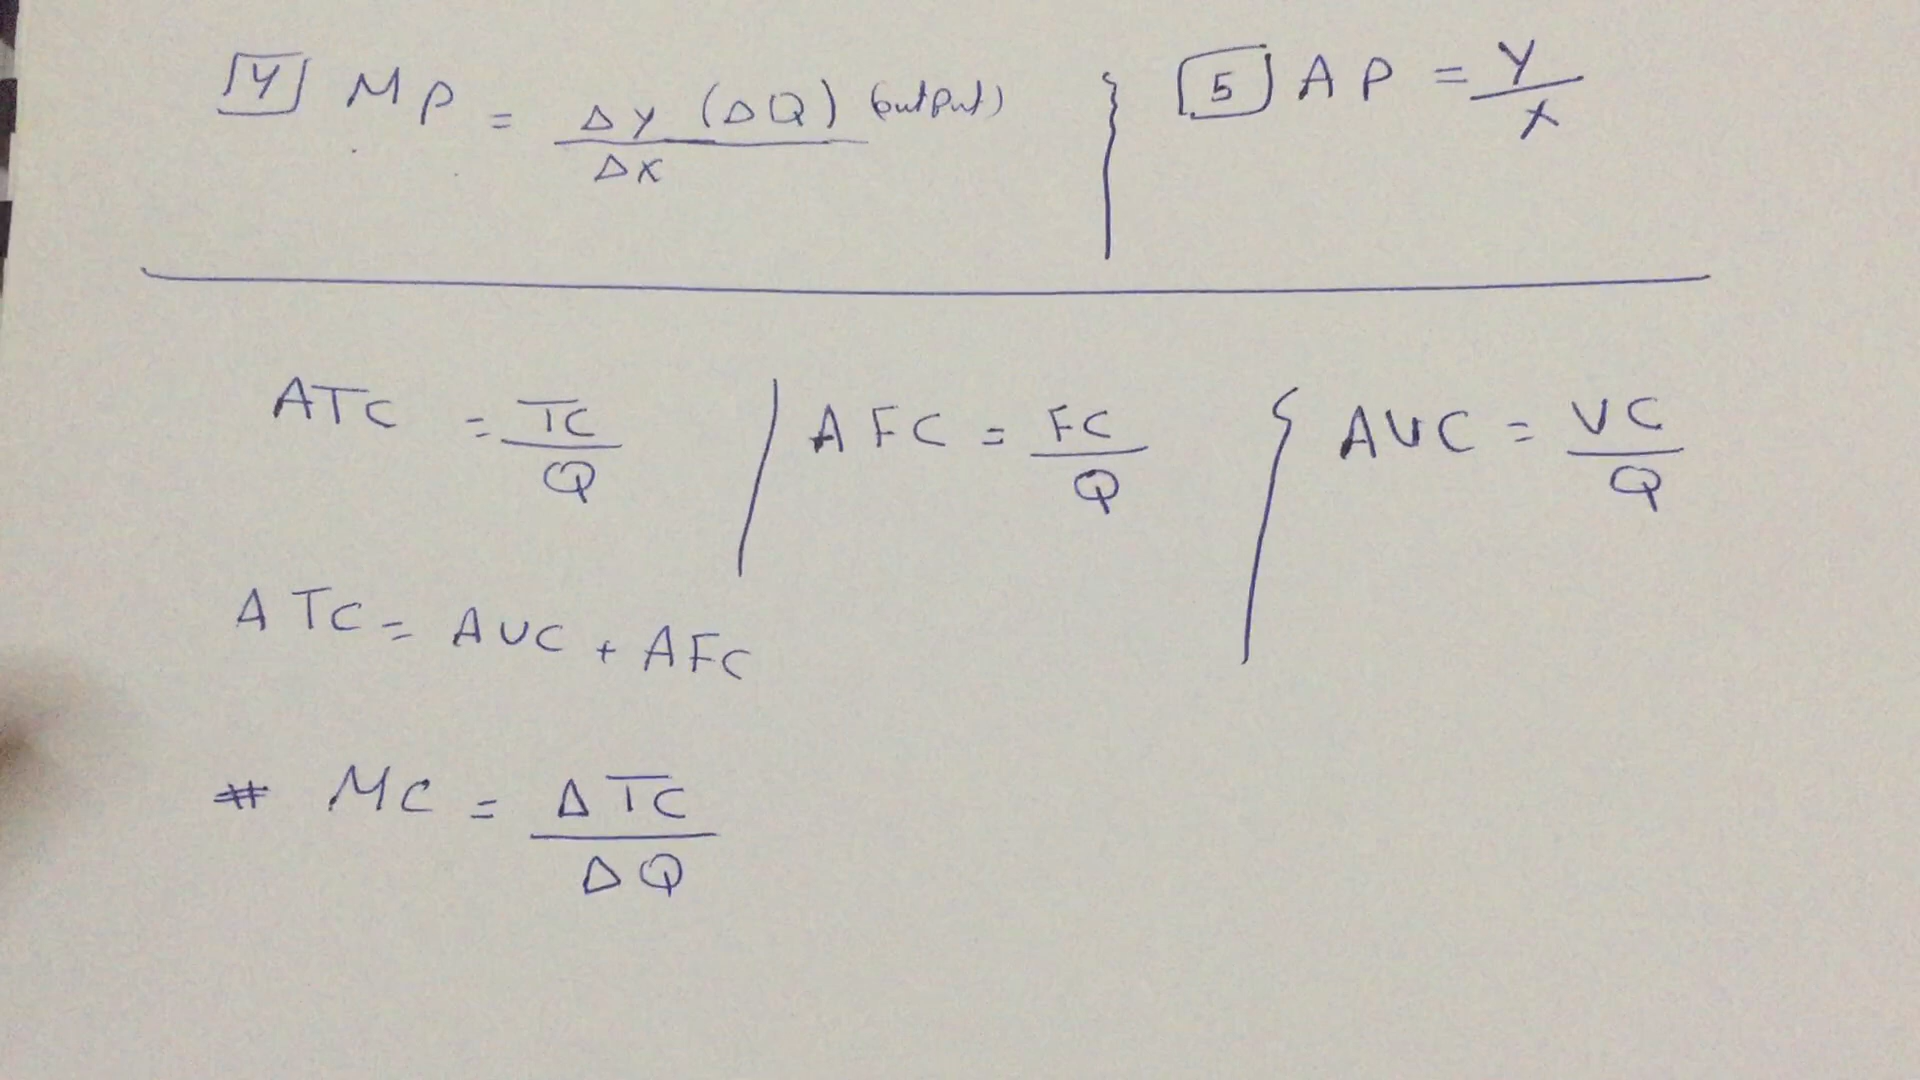 4 MP = ΔY (ΔQ) (output) / ΔX
5 AP = Y / X
ATC = TC / Q
AFC = FC / Q
AVC = VC / Q
ATC = AVC + AFC
# MC = ΔTC / ΔQ